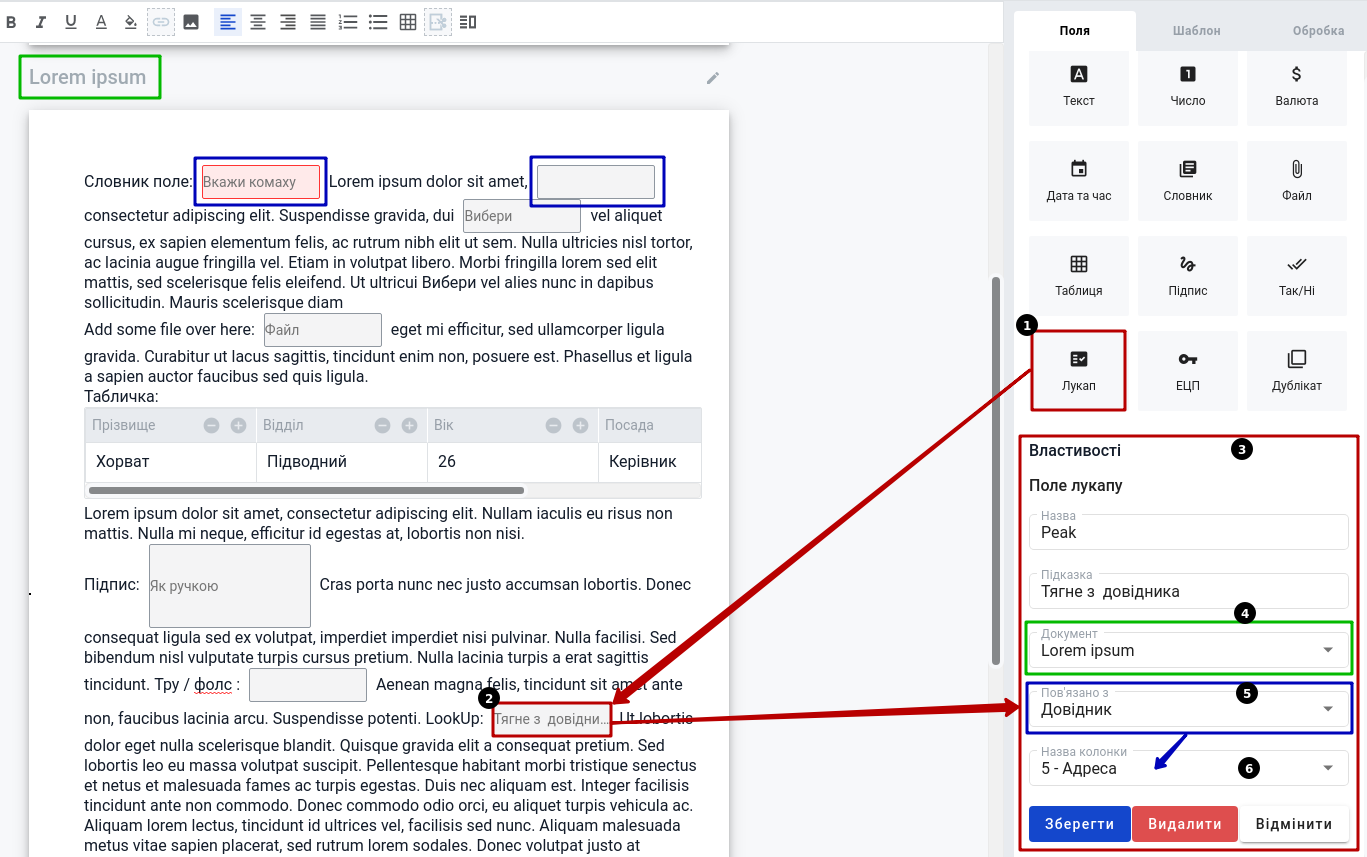 B I U A
Поля Шаблон Обробка
Lorem ipsum
Текст Число Валюта
Дата та час Словник Файл
Таблиця Підпис Так/Ні
1
Лукап ЕЦП Дублікат
Словник поле: Вкажи комаху Lorem ipsum dolor sit amet,
consectetur adipiscing elit. Suspendisse gravida, dui Вибери vel aliquet
cursus, ex sapien elementum felis, ac rutrum nibh elit ut sem. Nulla ultricies nisl tortor,
ac lacinia augue fringilla vel. Etiam in volutpat libero. Morbi fringilla lorem sed elit
mattis, sed scelerisque felis eleifend. Ut ultricui Вибери vel alies nunc in dapibus
sollicitudin. Mauris scelerisque diam
Add some file over here: Файл eget mi efficitur, sed ullamcorper ligula
gravida. Curabitur ut lacus sagittis, tincidunt enim non, posuere est. Phasellus et ligula
a sapien auctor faucibus sed quis ligula.
Табличка:
Прізвище Відділ Вік Посада
Хорват Підводний 26 Керівник
Lorem ipsum dolor sit amet, consectetur adipiscing elit. Nullam iaculis eu risus non
mattis. Nulla mi neque, efficitur id egestas at, lobortis non nisi.
Підпис: Як ручкою Cras porta nunc nec justo accumsan lobortis. Donec
consequat ligula sed ex volutpat, imperdiet imperdiet nisi pulvinar. Nulla facilisi. Sed
bibendum nisl vulputate turpis cursus pretium. Nulla lacinia turpis a erat sagittis
tincidunt. Тру / фолс : Aenean magna felis, tincidunt sit amet ante
2
non, faucibus lacinia arcu. Suspendisse potenti. LookUp: Тягне з довідни... Ut lobortis
dolor eget nulla scelerisque blandit. Quisque gravida elit a consequat pretium. Sed
lobortis leo eu massa volutpat suscipit. Pellentesque habitant morbi tristique senectus
et netus et malesuada fames ac turpis egestas. Duis nec aliquam est. Integer facilisis
tincidunt ante non commodo. Donec commodo odio orci, eu aliquet turpis vehicula ac.
Aliquam lorem lectus, tincidunt id ultrices vel, facilisis sed nunc. Aliquam malesuada
metus vitae sapien placerat, sed rutrum lorem sodales. Donec volutpat justo at
Властивості 3
Поле лукапу
Назва
Peak
Підказка
Тягне з довідника
4
Документ
Lorem ipsum
Пов'язано з 5
Довідник
Назва колонки
5 - Адреса 6
Зберегти Видалити Відмінити